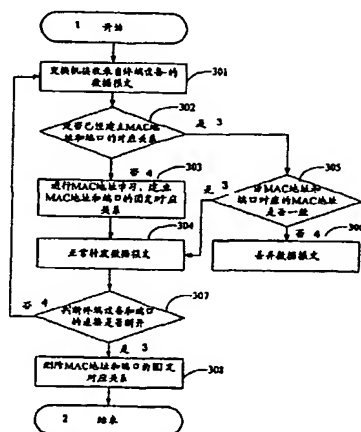 1 开始
交换机接收来自终端设备的
数据报文
301
302
是否已经建立MAC地
址和端口的对应关系
是 3
否 4
303
进行MAC地址学习,建立
MAC地址和端口的固定对应
关系
305
该MAC地址和
端口对应的MAC地址
是否一致
是 3
否 4
304
正常转发数据报文
306
丢弃数据报文
307
判断终端设备和端口
的连接是否断开
否 4
是 3
308
删除MAC地址和端口的固定
对应关系
2 结束